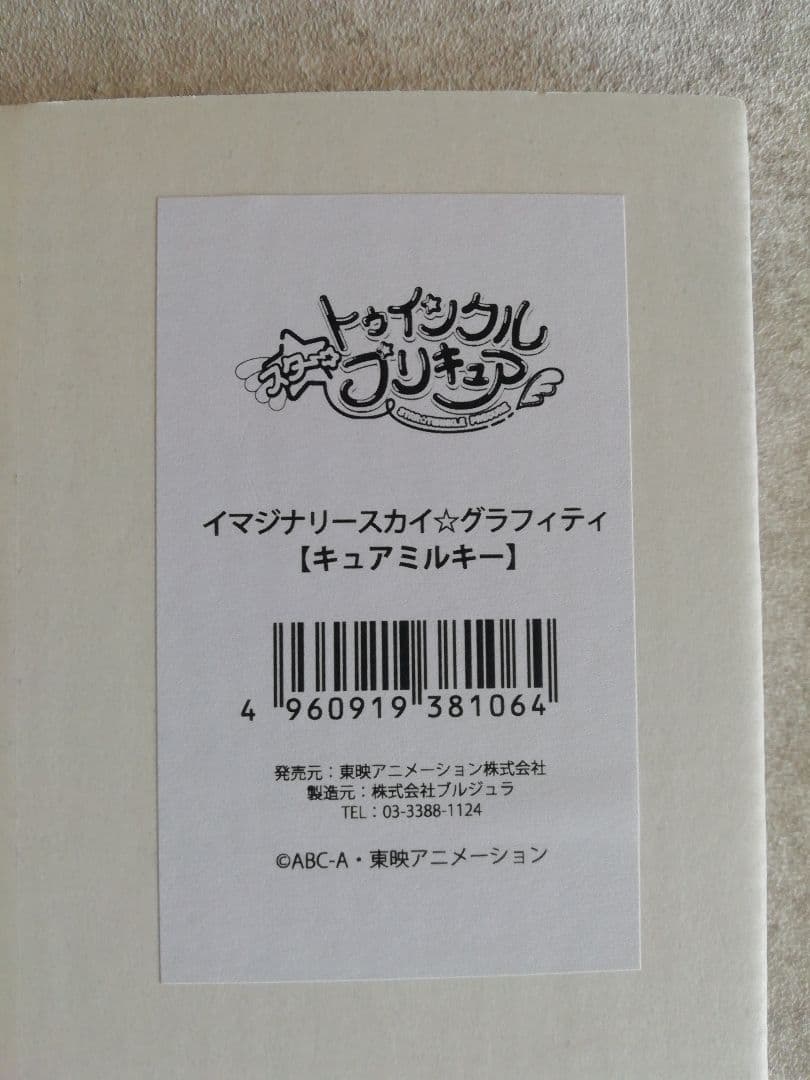 スター☆
トゥインクル
プリキュア
STAR☆TWINKLE PRECURE
イマジナリースカイ☆グラフィティ
【キュアミルキー】
4 960919 381064
発売元：東映アニメーション株式会社
製造元：株式会社ブルジュラ
TEL：03-3388-1124
©ABC-A・東映アニメーション